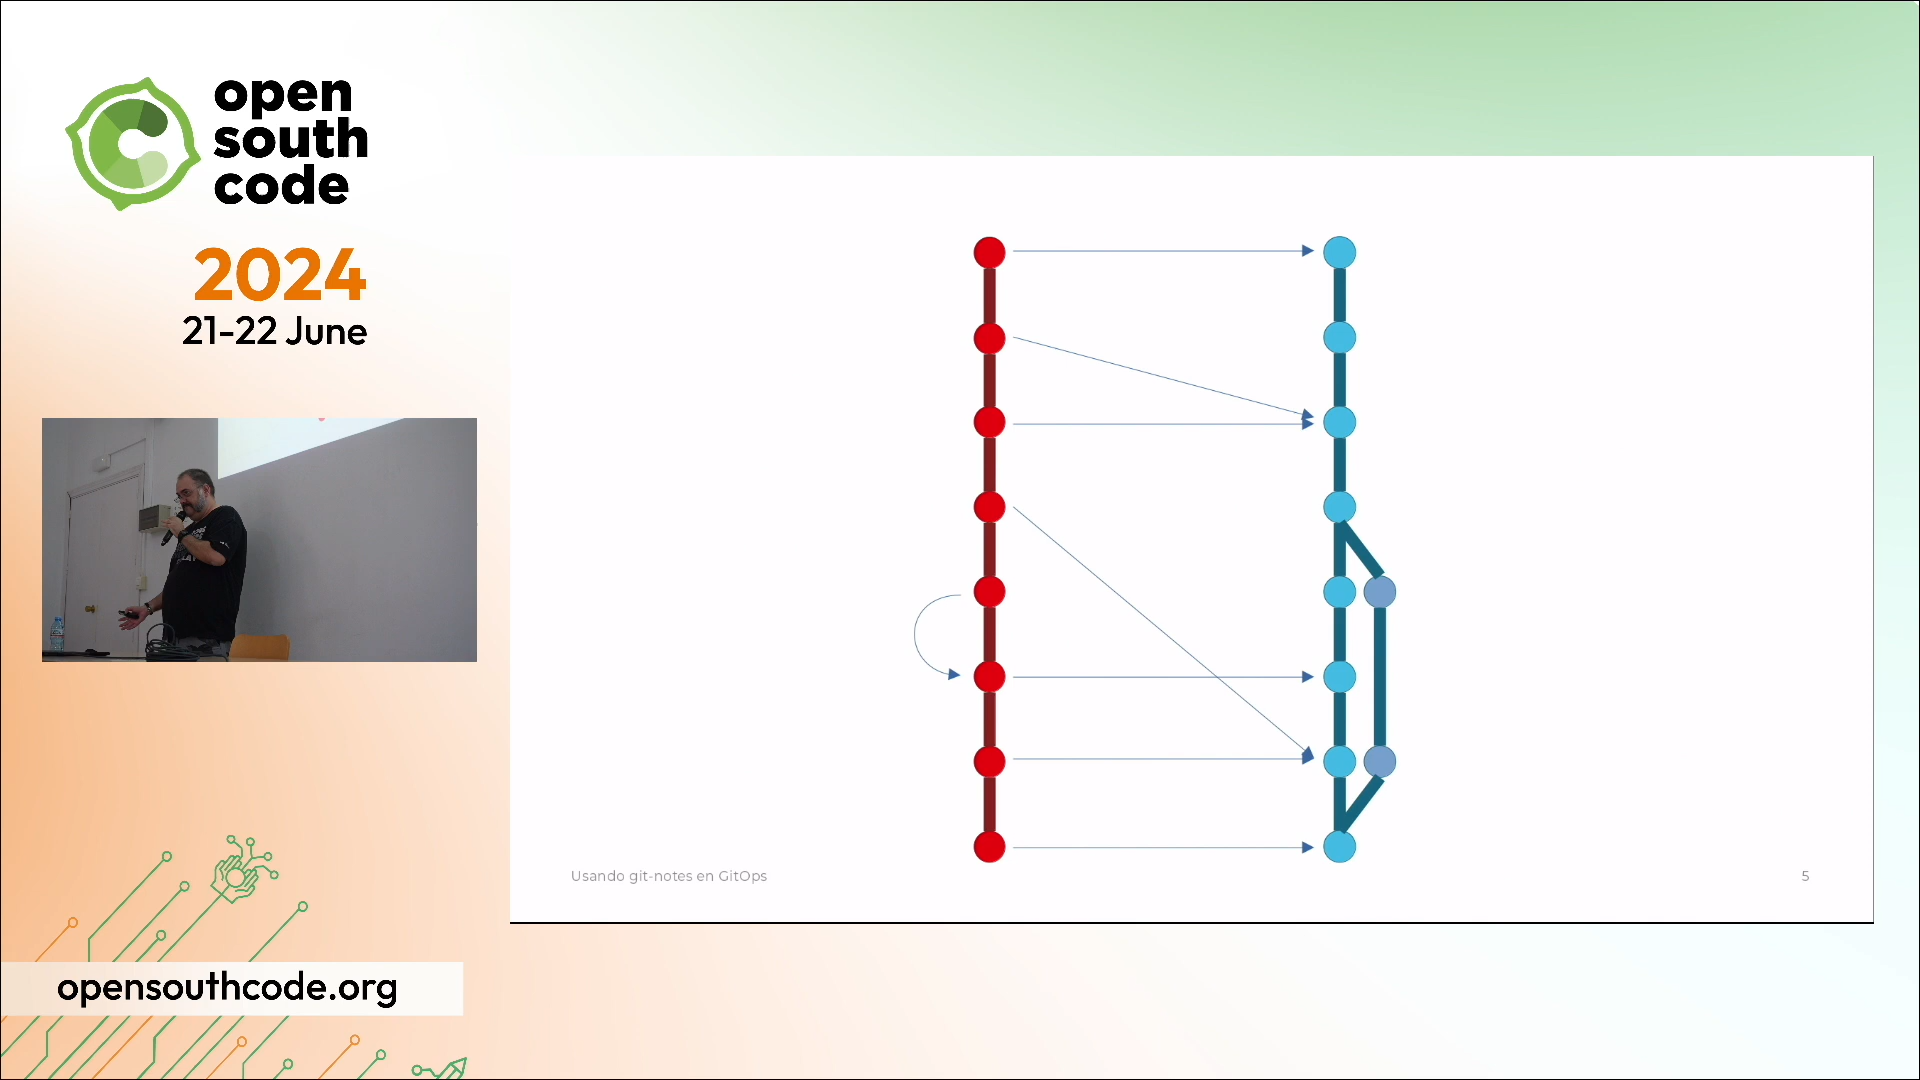 open
south
code
2024
21-22 June
Usando git-notes en GitOps
5
opensouthcode.org